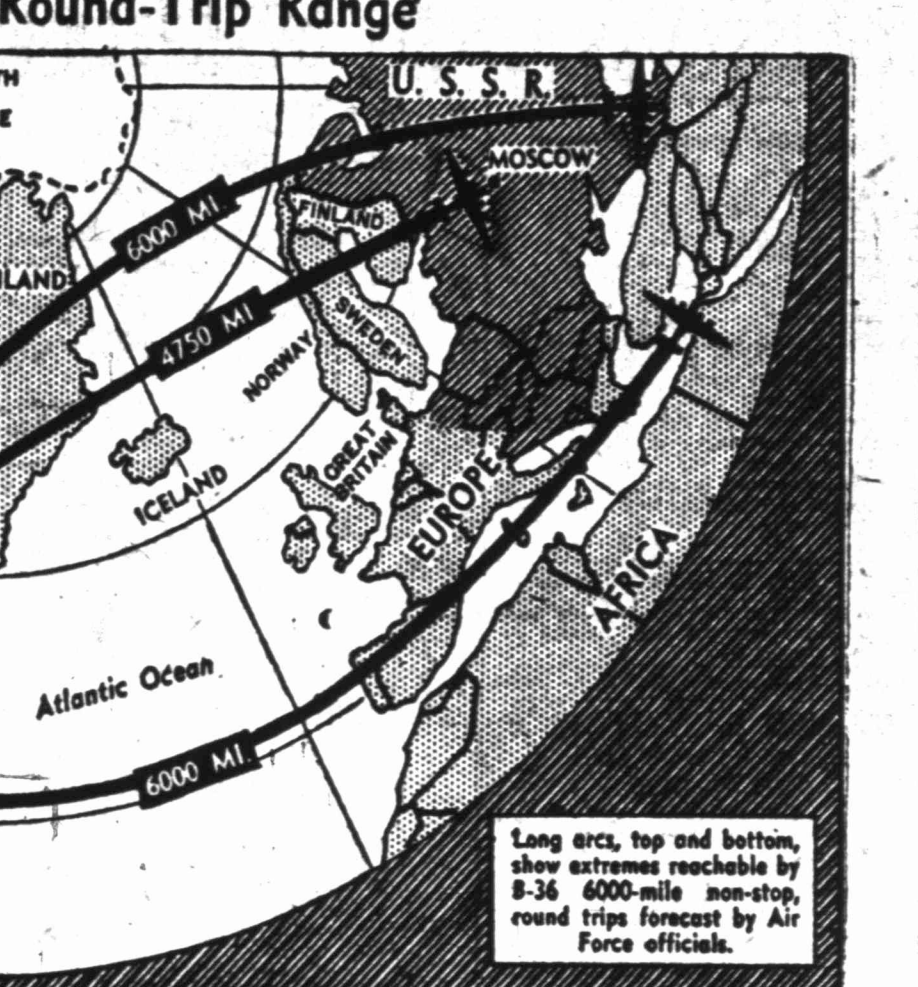 Round-Trip Range
U. S. S. R.
MOSCOW
FINLAND
6000 MI.
4750 MI
SWEDEN
NORWAY
GREAT
BRITAIN
ICELAND
EUROPE
AFRICA
Atlantic Ocean
6000 MI.
Long arcs, top and bottom,
show extremes reachable by
B-36 6000-mile non-stop,
round trips forecast by Air
Force officials.